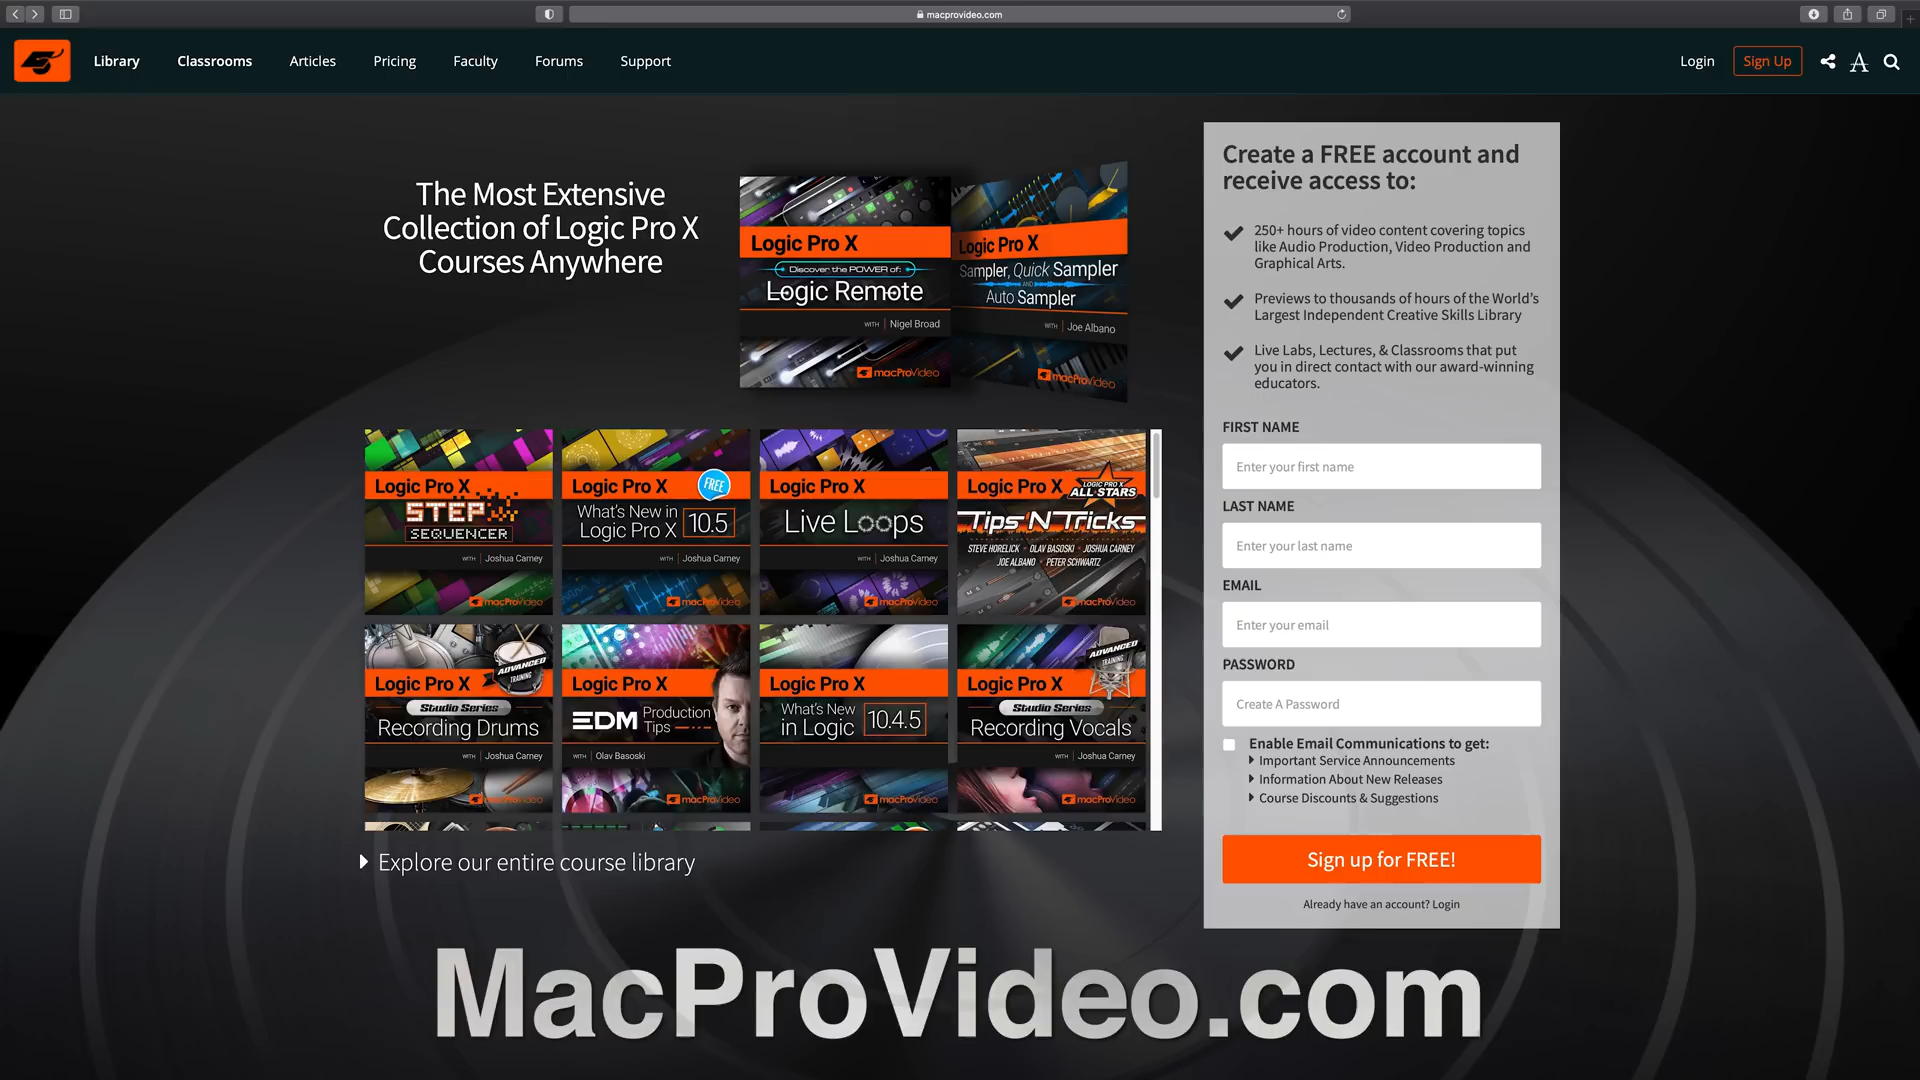 macprovideo.com
Library
Classrooms
Articles
Pricing
Faculty
Forums
Support
Login
Sign Up
The Most Extensive
Collection of Logic Pro X
Courses Anywhere
Logic Pro X
Discover the POWER of:
Logic Remote
WITH | Nigel Broad
macProVideo
Logic Pro X
Sampler, Quick Sampler
AND
Auto Sampler
WITH | Joe Albano
macProVideo
Logic Pro X
STEP
SEQUENCER
WITH | Joshua Carney
macProVideo
Logic Pro X
FREE
What's New in
Logic Pro X
10.5
WITH | Joshua Carney
macProVideo
Logic Pro X
Live Loops
WITH | Joshua Carney
macProVideo
Logic Pro X
LOGIC PRO X
ALL STARS
Tips 'N Tricks
STEVE HORELICK • OLAV BASOSKI • JOSHUA CARNEY
JOE ALBANO • PETER SCHWARTZ
macProVideo
Logic Pro X
ADVANCED
TRAINING
Studio Series
Recording Drums
WITH | Joshua Carney
macProVideo
Logic Pro X
EDM Production
Tips
WITH | Olav Basoski
macProVideo
Logic Pro X
What's New
in Logic
10.4.5
macProVideo
Logic Pro X
ADVANCED
TRAINING
Studio Series
Recording Vocals
WITH | Joshua Carney
macProVideo
Explore our entire course library
Create a FREE account and
receive access to:
250+ hours of video content covering topics
like Audio Production, Video Production and
Graphical Arts.
Previews to thousands of hours of the World's
Largest Independent Creative Skills Library
Live Labs, Lectures, & Classrooms that put
you in direct contact with our award-winning
educators.
FIRST NAME
Enter your first name
LAST NAME
Enter your last name
EMAIL
Enter your email
PASSWORD
Create A Password
Enable Email Communications to get:
Important Service Announcements
Information About New Releases
Course Discounts & Suggestions
Sign up for FREE!
Already have an account? Login
MacProVideo.com